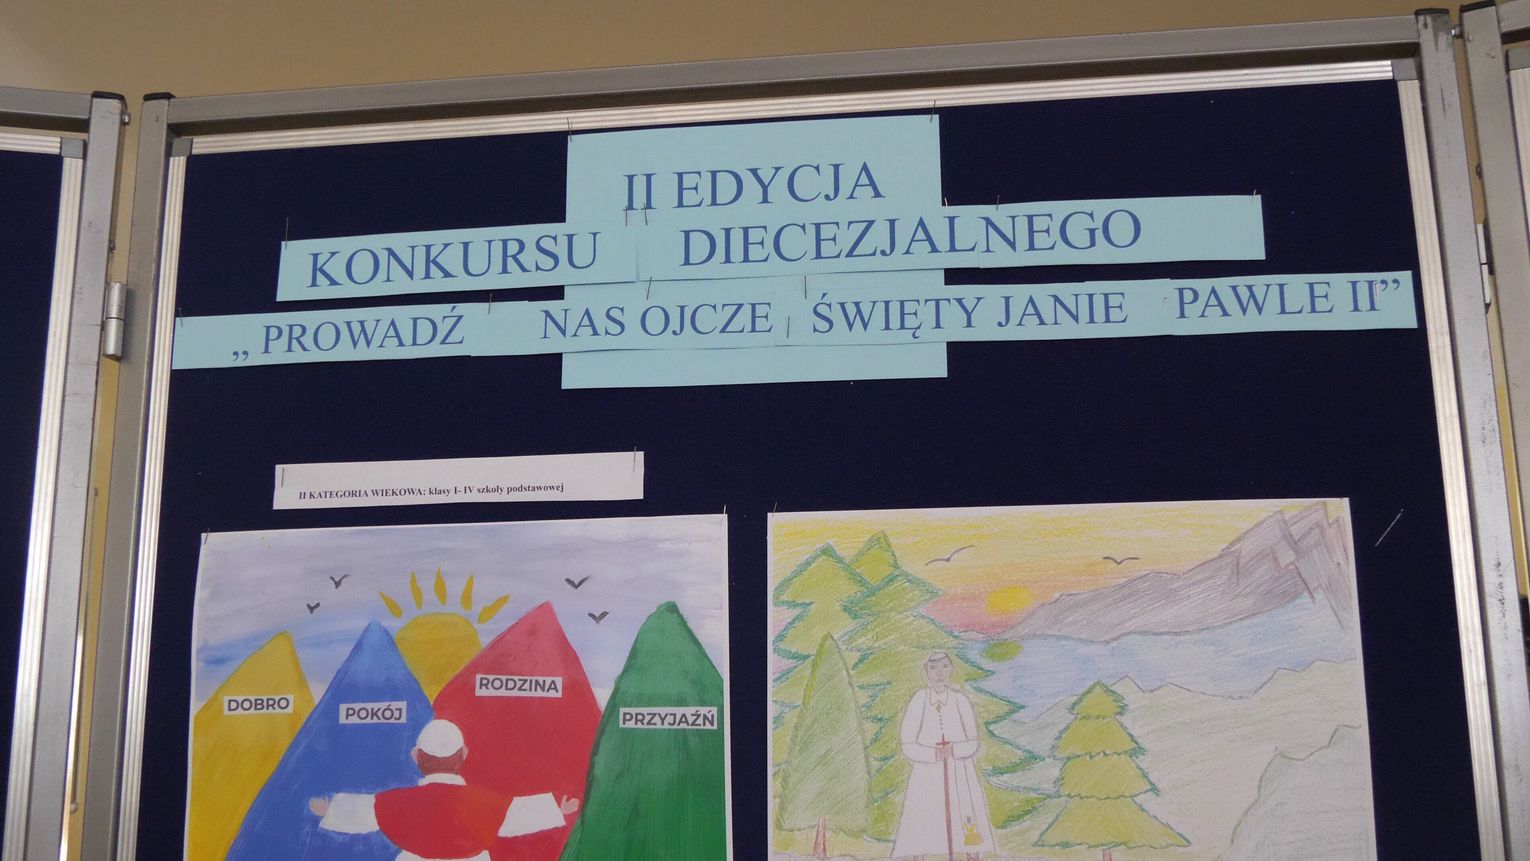 II EDYCJA
KONKURSU DIECEZJALNEGO
„ PROWADŹ NAS OJCZE ŚWIĘTY JANIE PAWLE II”
II KATEGORIA WIEKOWA: klasy I- IV szkoły podstawowej
DOBRO
POKÓJ
RODZINA
PRZYJAŹŃ